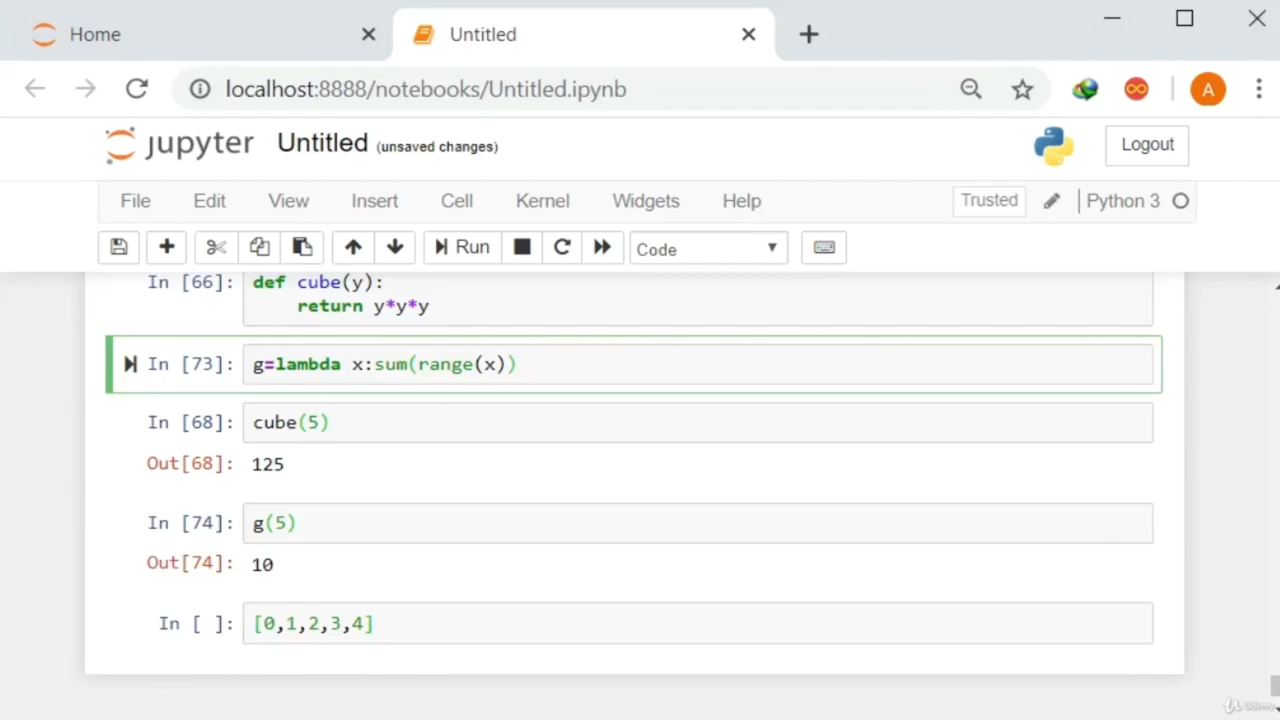 Home
Untitled
localhost:8888/notebooks/Untitled.ipynb
A
jupyter Untitled (unsaved changes)
Logout
File Edit View Insert Cell Kernel Widgets Help
Trusted
Python 3
Run
Code
In [66]: def cube(y):
return y*y*y
In [73]: g=lambda x:sum(range(x))
In [68]: cube(5)
Out[68]: 125
In [74]: g(5)
Out[74]: 10
In [ ]: [0,1,2,3,4]
Udemy